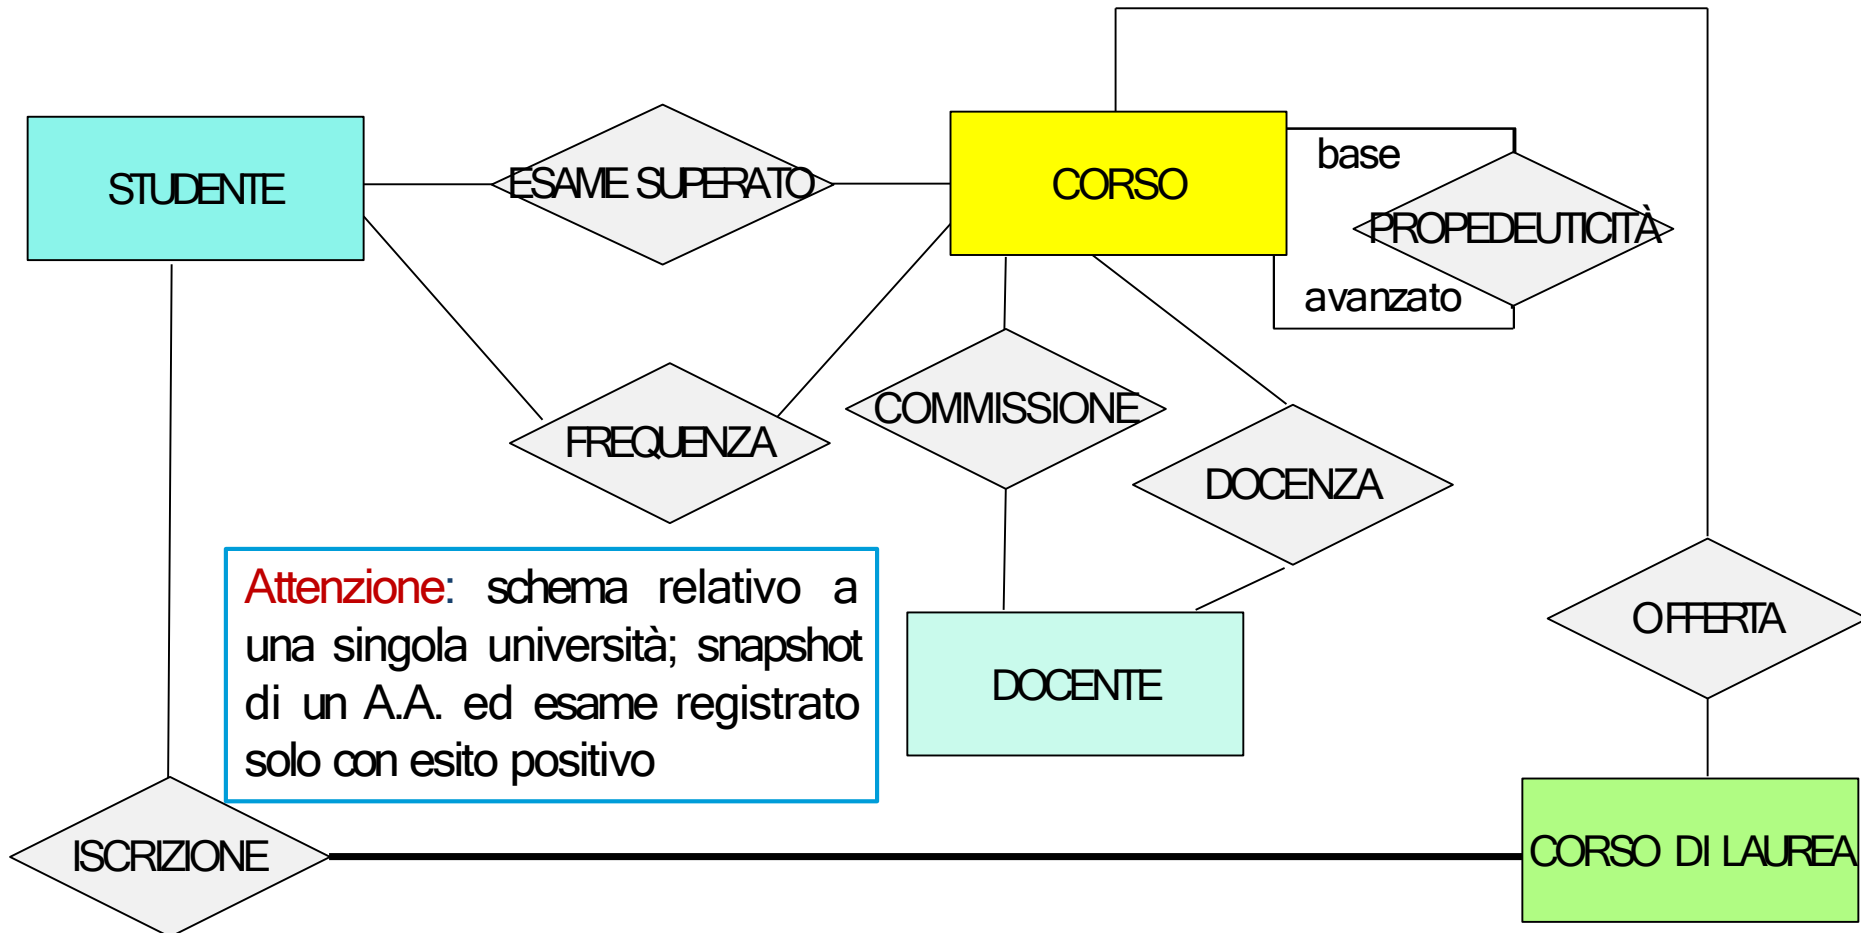 STUDENTE
ESAME SUPERATO
CORSO
base
PROPEDEUTICITÀ
avanzato
FREQUENZA
COMMISSIONE
DOCENZA
Attenzione: schema relativo a
una singola università; snapshot
di un A.A. ed esame registrato
solo con esito positivo
DOCENTE
OFFERTA
ISCRIZIONE
CORSO DI LAUREA